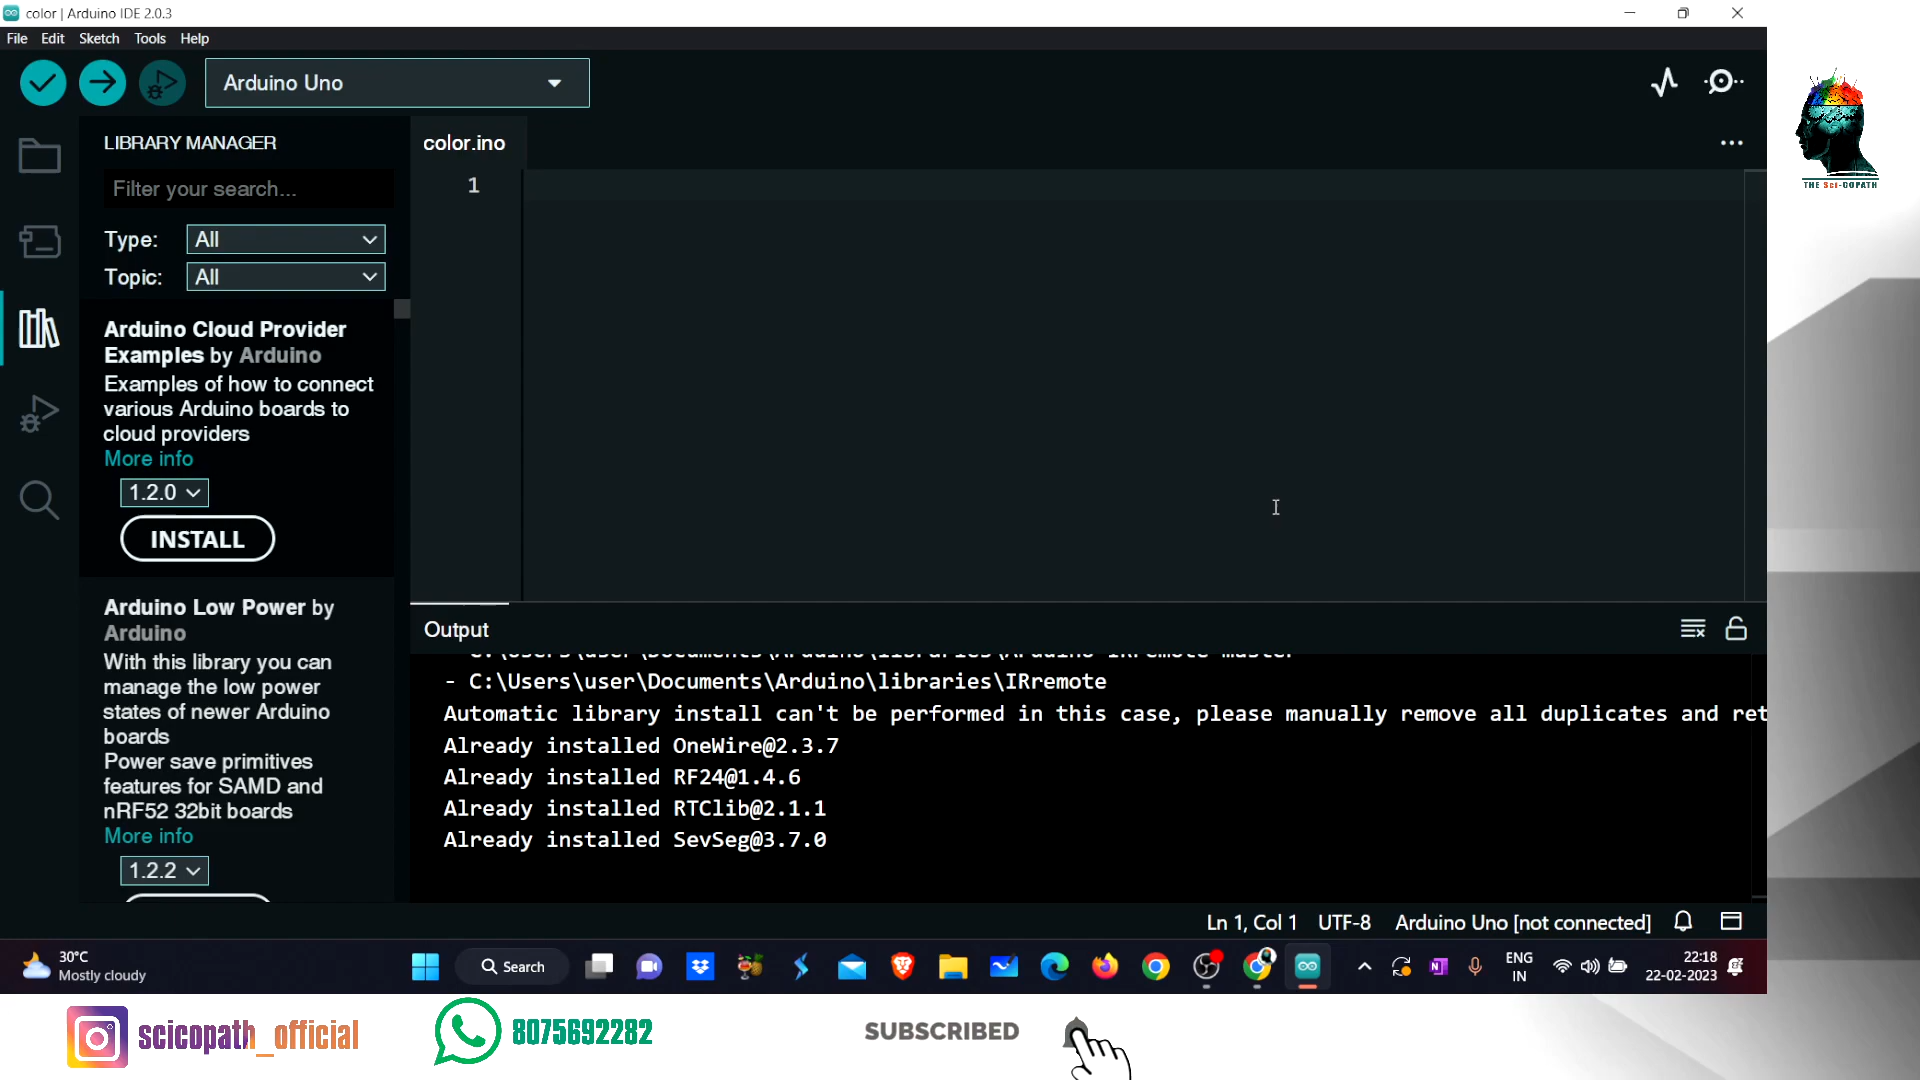 color | Arduino IDE 2.0.3
File Edit Sketch Tools Help
Arduino Uno
LIBRARY MANAGER
Filter your search...
Type: All
Topic: All
Arduino Cloud Provider
Examples by Arduino
Examples of how to connect
various Arduino boards to
cloud providers
More info
1.2.0
INSTALL
Arduino Low Power by
Arduino
With this library you can
manage the low power
states of newer Arduino
boards
Power save primitives
features for SAMD and
nRF52 32bit boards
More info
1.2.2
color.ino
1
Output
- C:\Users\user\Documents\Arduino\libraries\Arduino-IRremote-master
- C:\Users\user\Documents\Arduino\libraries\IRremote
Automatic library install can't be performed in this case, please manually remove all duplicates and ret
Already installed OneWire@2.3.7
Already installed RF24@1.4.6
Already installed RTClib@2.1.1
Already installed SevSeg@3.7.0
Ln 1, Col 1 UTF-8 Arduino Uno [not connected]
30°C
Mostly cloudy
Search
ENG
IN
22:18
22-02-2023
THE Sci-COPATH
scicopath_official
8075692282
SUBSCRIBED